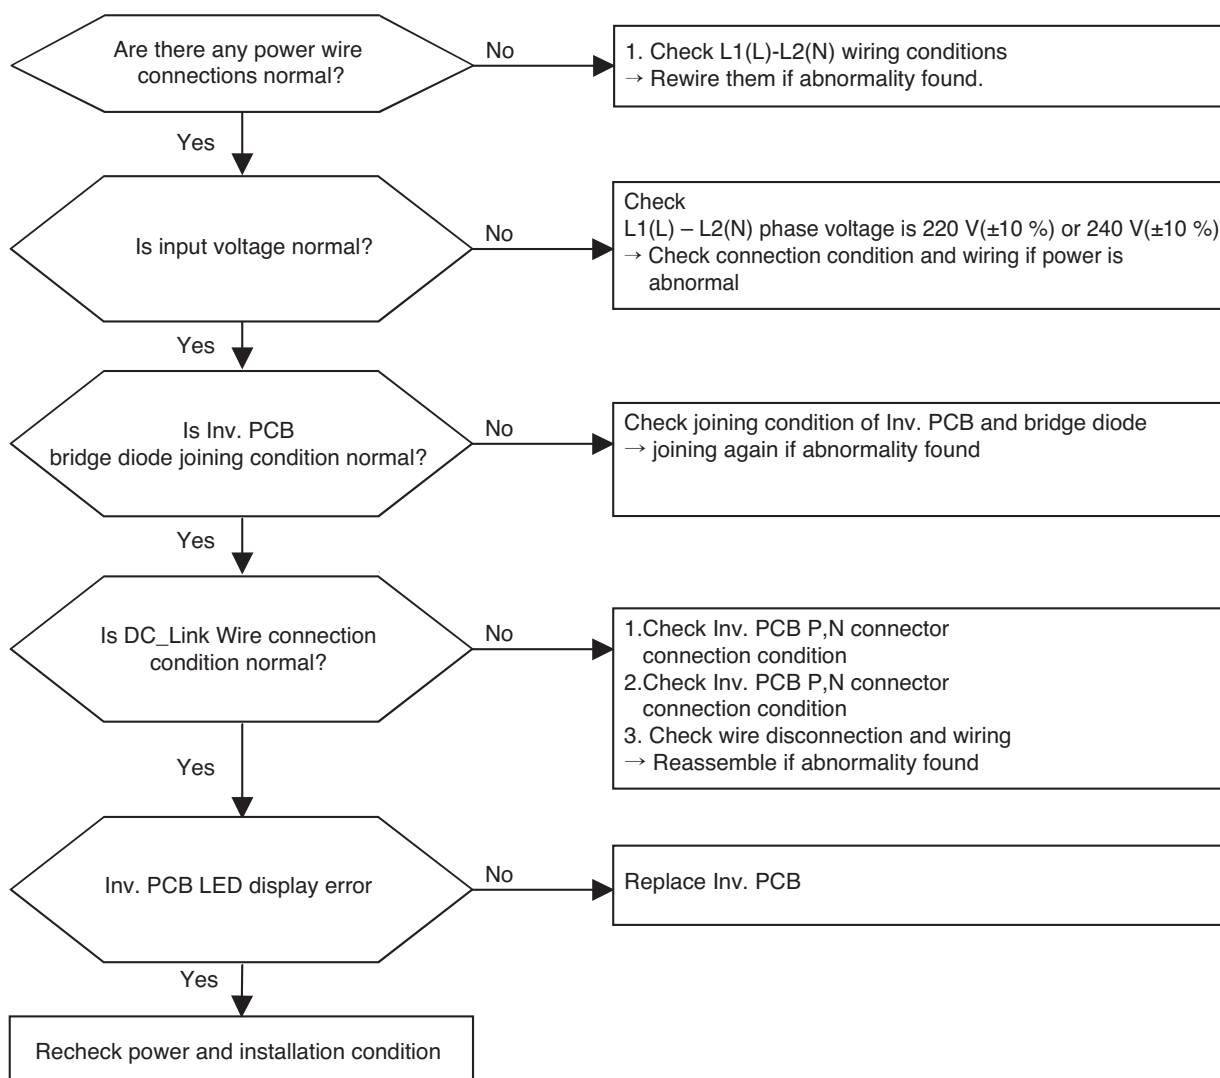 Are there any power wire
connections normal?
No
1. Check L1(L)-L2(N) wiring conditions
→ Rewire them if abnormality found.
Yes
Is input voltage normal?
No
Check
L1(L) – L2(N) phase voltage is 220 V(±10 %) or 240 V(±10 %)
→ Check connection condition and wiring if power is
abnormal
Yes
Is Inv. PCB
bridge diode joining condition normal?
No
Check joining condition of Inv. PCB and bridge diode
→ joining again if abnormality found
Yes
Is DC_Link Wire connection
condition normal?
No
1.Check Inv. PCB P,N connector
connection condition
2.Check Inv. PCB P,N connector
connection condition
3. Check wire disconnection and wiring
→ Reassemble if abnormality found
Yes
Inv. PCB LED display error
No
Replace Inv. PCB
Yes
Recheck power and installation condition